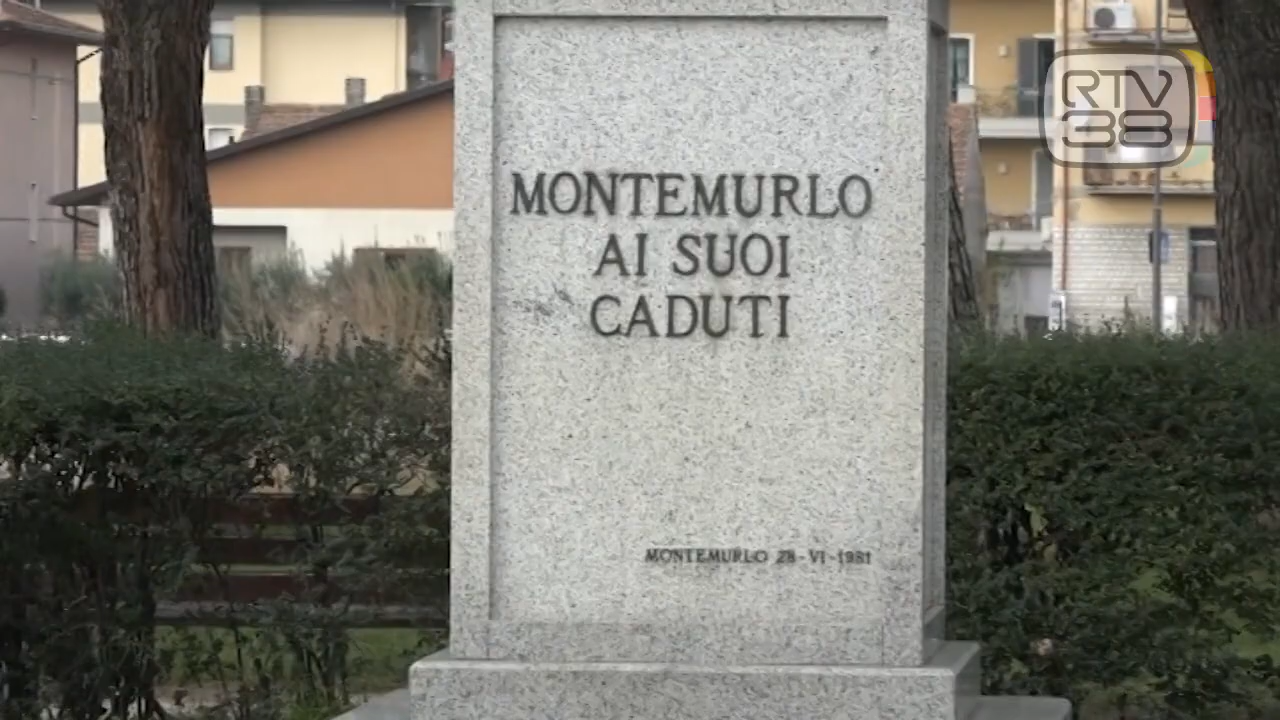 RTV
38
MONTEMURLO
AI SUOI
CADUTI
MONTEMURLO 28-VI-1981